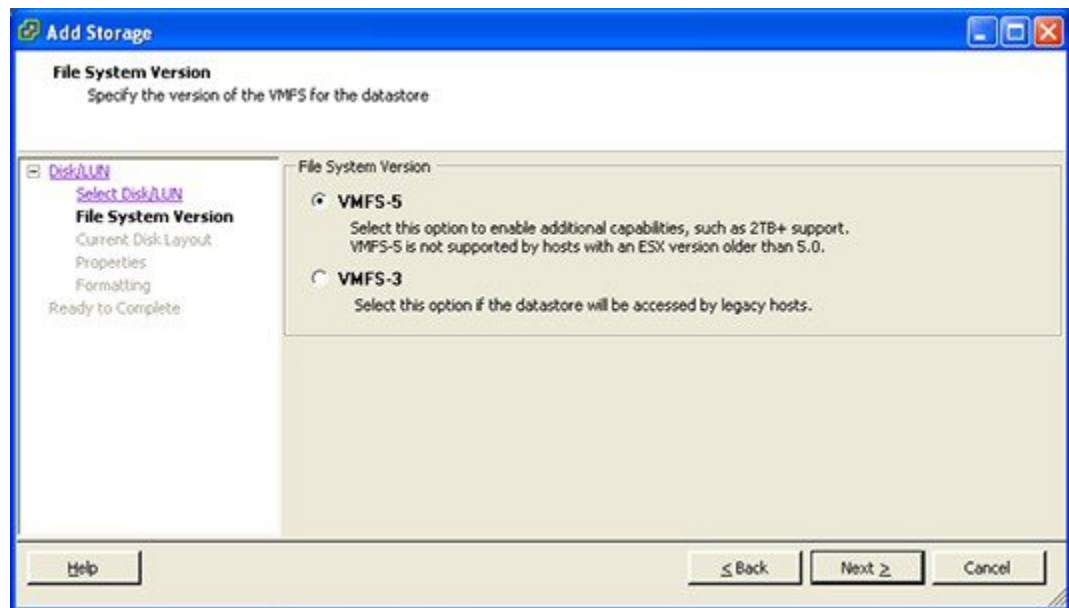 Add Storage
File System Version
Specify the version of the VMFS for the datastore
Disk/LUN
Select Disk/LUN
File System Version
Current Disk Layout
Properties
Formatting
Ready to Complete
File System Version
VMFS-5
Select this option to enable additional capabilities, such as 2TB+ support.
VMFS-5 is not supported by hosts with an ESX version older than 5.0.
VMFS-3
Select this option if the datastore will be accessed by legacy hosts.
Help
≤ Back
Next ≥
Cancel